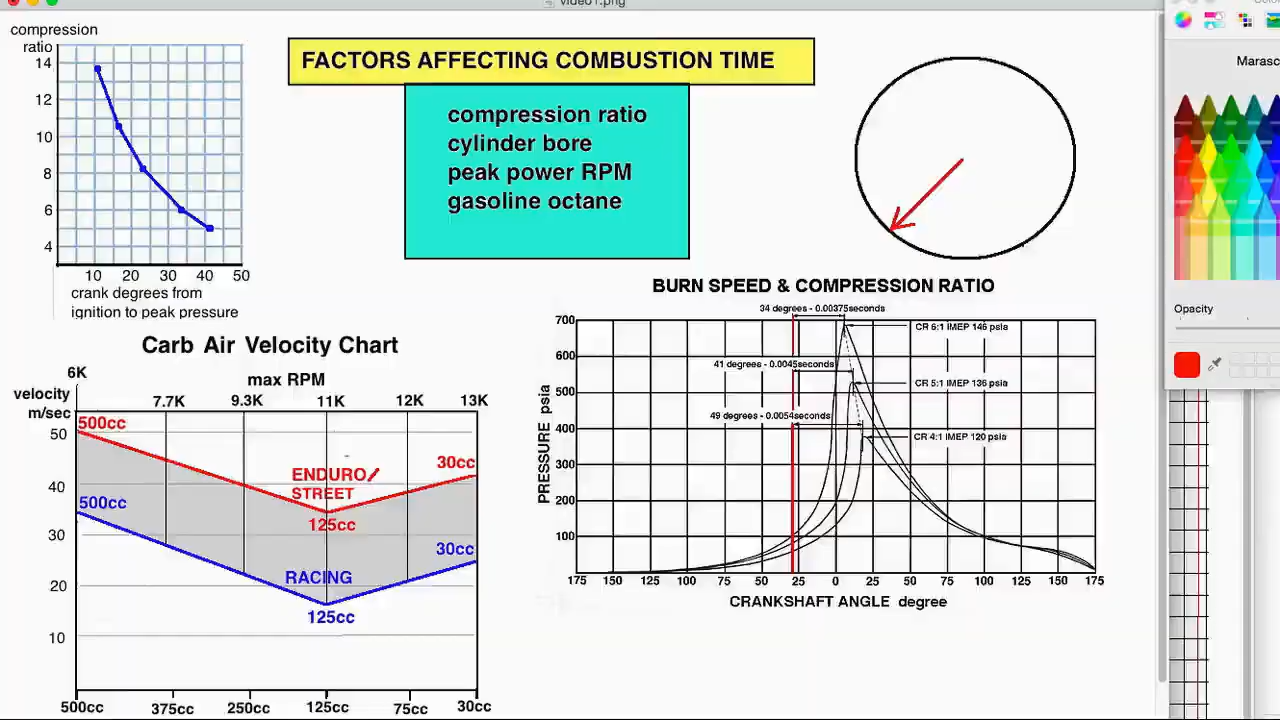 video1.png
compression
ratio
14
12
10
8
6
4
10 20 30 40 50
crank degrees from
ignition to peak pressure
FACTORS AFFECTING COMBUSTION TIME
compression ratio
cylinder bore
peak power RPM
gasoline octane
Marasc
Opacity
BURN SPEED & COMPRESSION RATIO
34 degrees - 0.00375seconds
CR 6:1 IMEP 146 psia
41 degrees - 0.0045seconds
CR 5:1 IMEP 136 psia
49 degrees - 0.0054seconds
CR 4:1 IMEP 120 psia
PRESSURE psia
700
600
500
400
300
200
100
175 150 125 100 75 50 25 0 25 50 75 100 125 150 175
CRANKSHAFT ANGLE degree
Carb Air Velocity Chart
max RPM
velocity
m/sec
6K 7.7K 9.3K 11K 12K 13K
50
40
30
20
10
500cc
ENDURO/
STREET
30cc
125cc
500cc
30cc
RACING
125cc
500cc 375cc 250cc 125cc 75cc 30cc